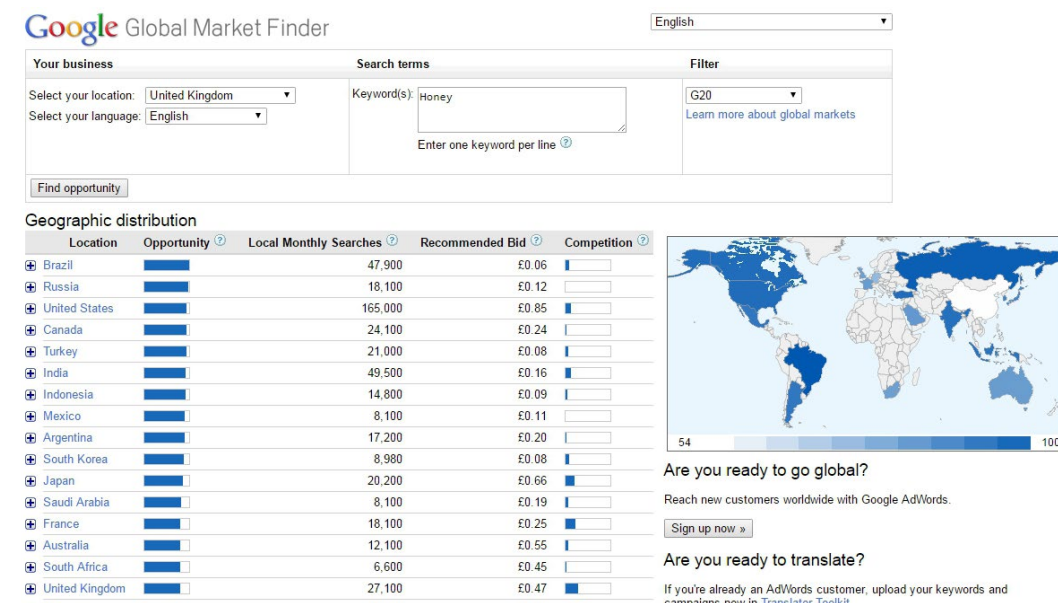 Google Global Market Finder
English
Your business
Search terms
Filter
Select your location: United Kingdom
Select your language: English
Keyword(s): Honey
Enter one keyword per line ?
G20
Learn more about global markets
Find opportunity
Geographic distribution
Location Opportunity ? Local Monthly Searches ? Recommended Bid ? Competition ?
Brazil 47,900 £0.06
Russia 18,100 £0.12
United States 165,000 £0.85
Canada 24,100 £0.24
Turkey 21,000 £0.08
India 49,500 £0.16
Indonesia 14,800 £0.09
Mexico 8,100 £0.11
Argentina 17,200 £0.20
South Korea 8,980 £0.08
Japan 20,200 £0.66
Saudi Arabia 8,100 £0.19
France 18,100 £0.25
Australia 12,100 £0.55
South Africa 6,600 £0.45
United Kingdom 27,100 £0.47
54 100
Are you ready to go global?
Reach new customers worldwide with Google AdWords.
Sign up now »
Are you ready to translate?
If you're already an AdWords customer, upload your keywords and
campaigns now in Translator Toolkit